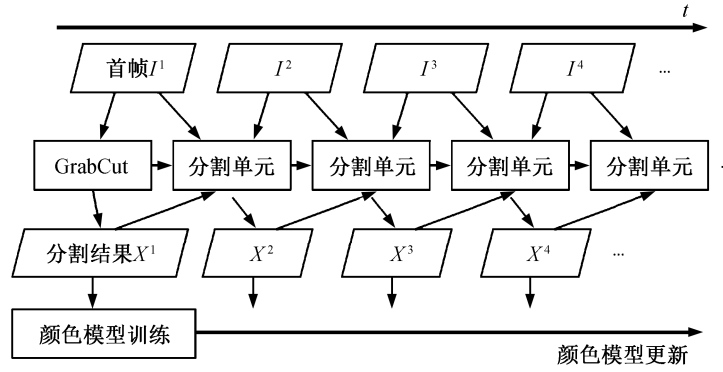 t
首帧I¹ I² I³ I⁴ ...
GrabCut 分割单元 分割单元 分割单元 分割单元
分割结果X¹ X² X³ X⁴ ...
颜色模型训练
颜色模型更新